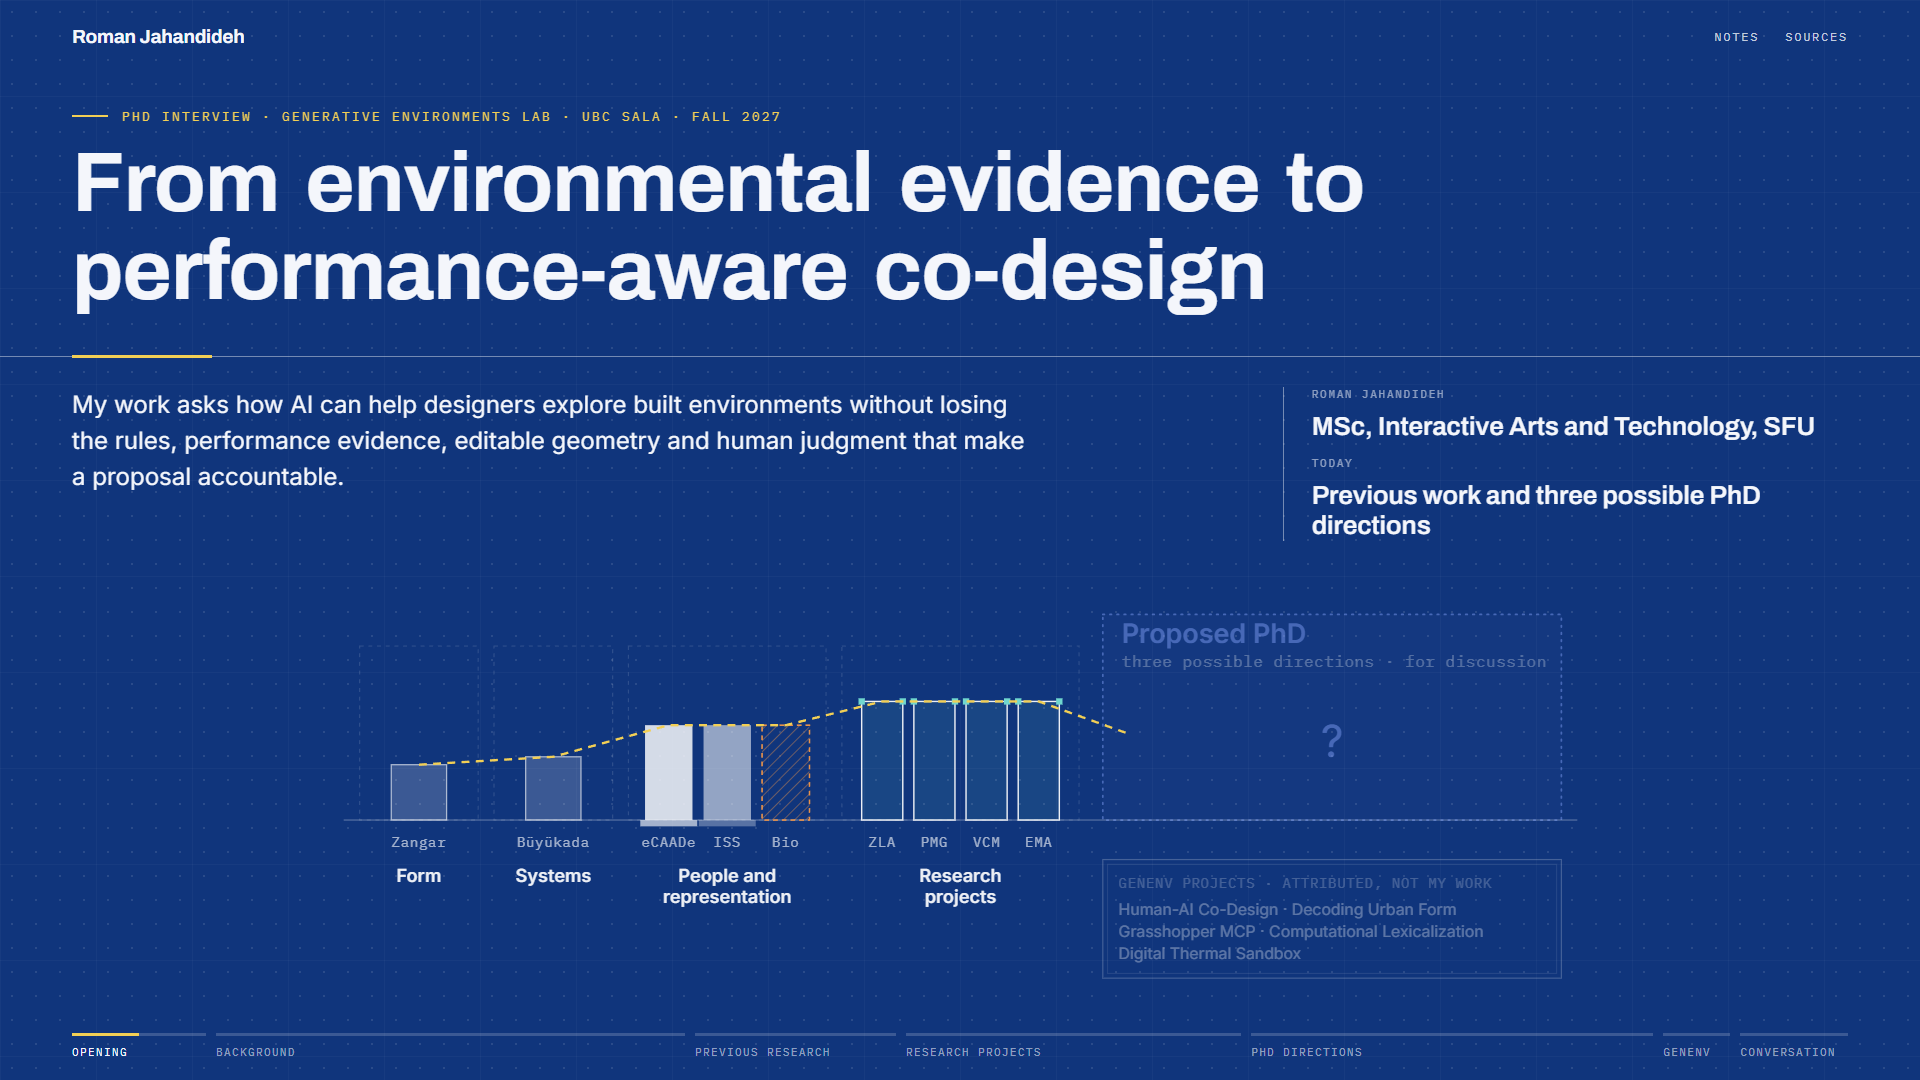 Roman Jahandideh
NOTES SOURCES
PHD INTERVIEW · GENERATIVE ENVIRONMENTS LAB · UBC SALA · FALL 2027
From environmental evidence to
performance-aware co-design
My work asks how AI can help designers explore built environments without losing
the rules, performance evidence, editable geometry and human judgment that make
a proposal accountable.
ROMAN JAHANDIDEH
MSc, Interactive Arts and Technology, SFU
TODAY
Previous work and three possible PhD
directions
Proposed PhD
three possible directions · for discussion
?
Zangar Büyükada eCAADe ISS Bio ZLA PMG VCM EMA
Form Systems People and
representation
Research
projects
GENENV PROJECTS · ATTRIBUTED, NOT MY WORK
Human-AI Co-Design · Decoding Urban Form
Grasshopper MCP · Computational Lexicalization
Digital Thermal Sandbox
OPENING BACKGROUND PREVIOUS RESEARCH RESEARCH PROJECTS PHD DIRECTIONS GENENV CONVERSATION